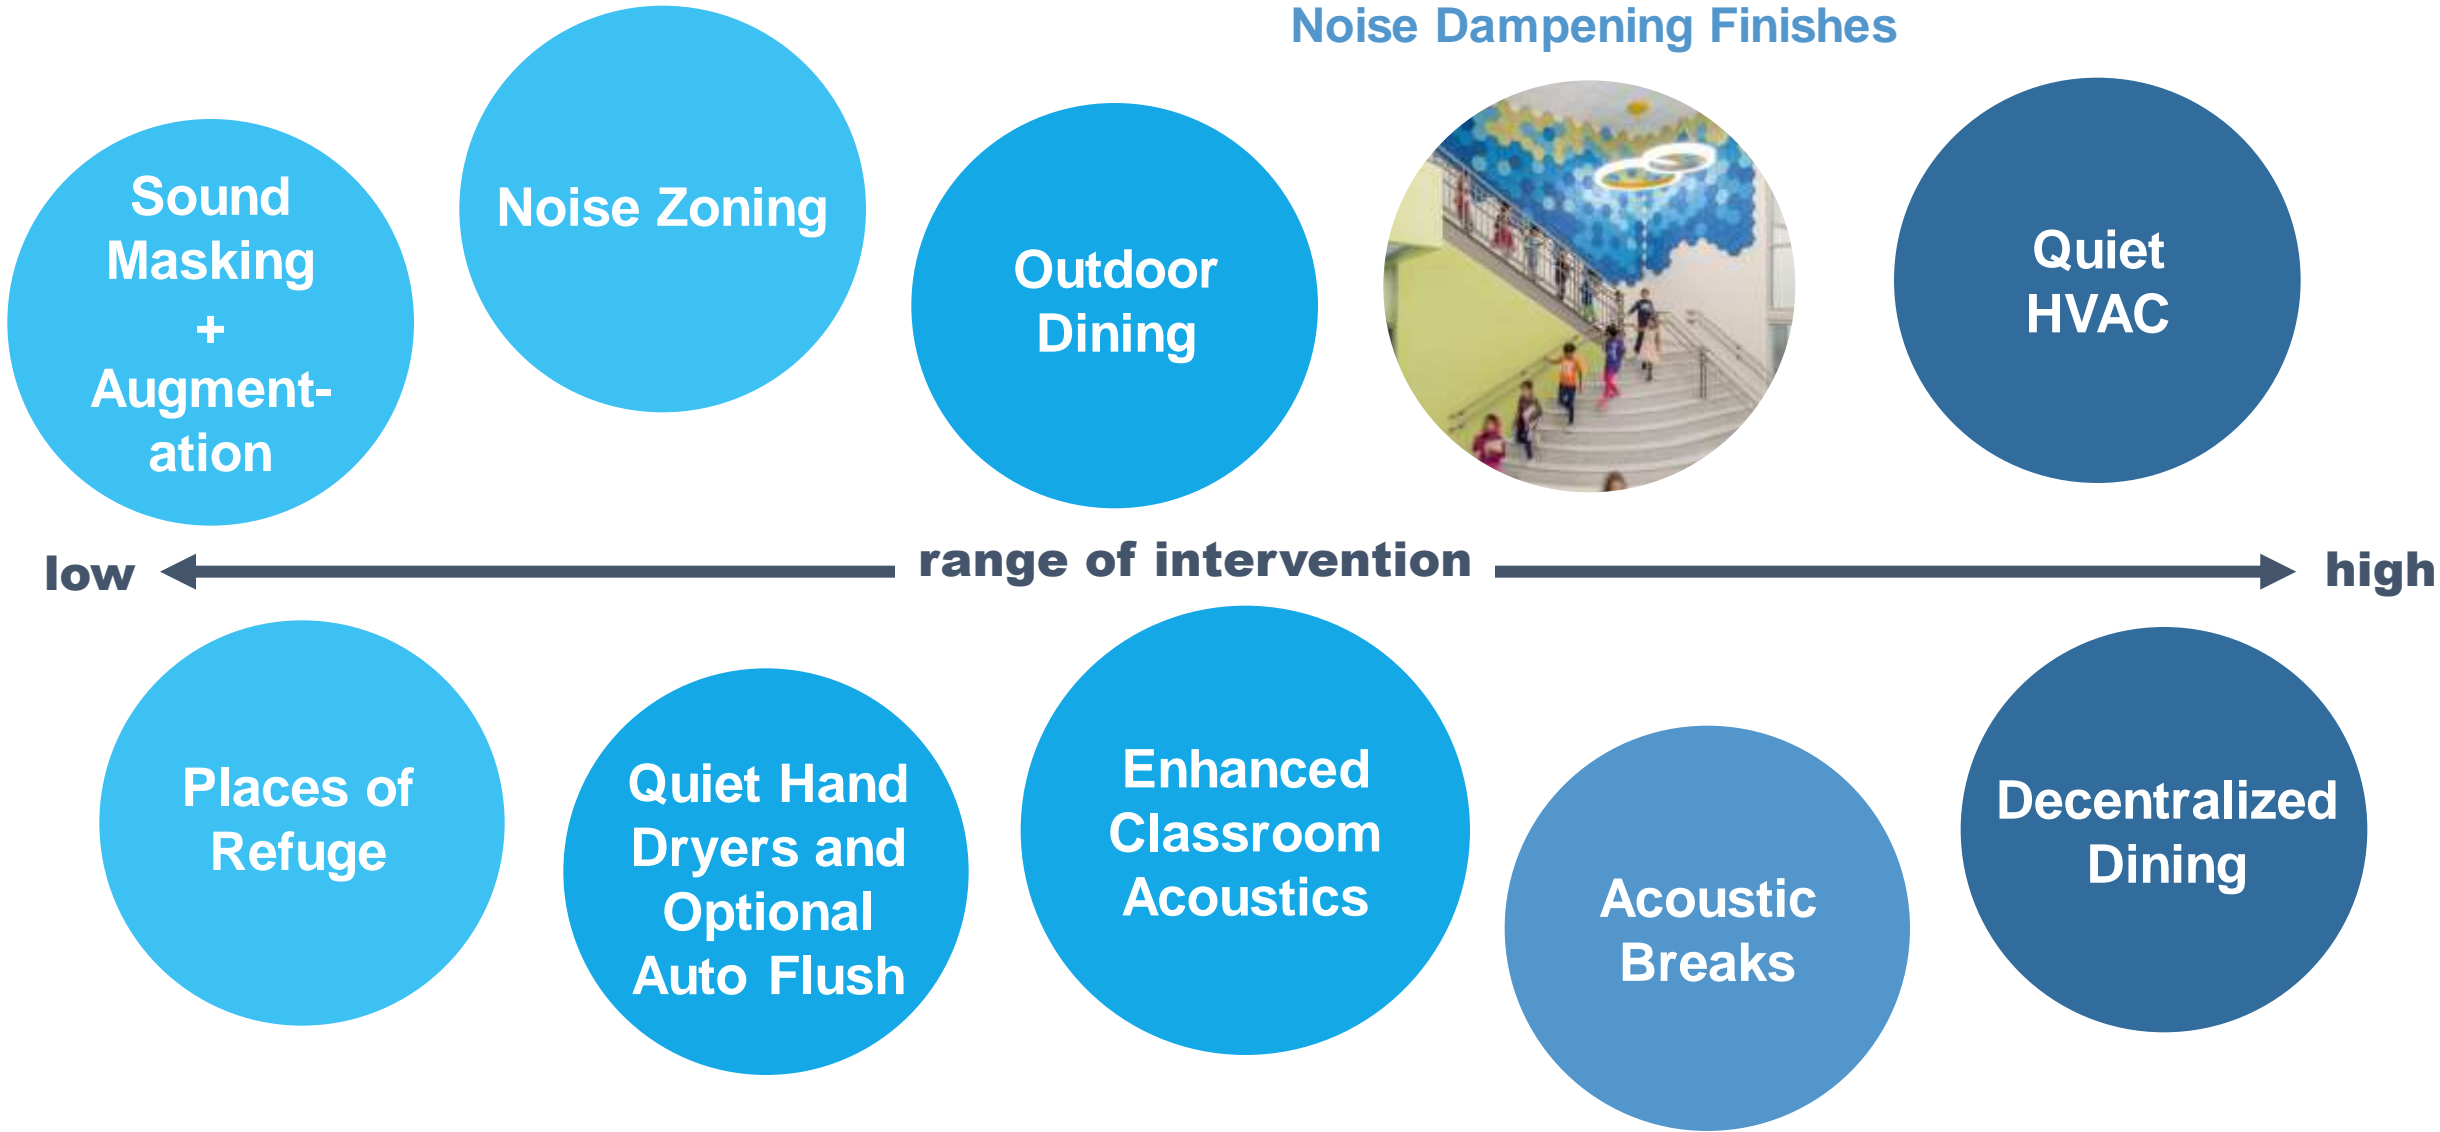 Noise Dampening Finishes
Sound
Masking
+
Augment-
ation
Noise Zoning
Outdoor
Dining
Quiet
HVAC
low
range of intervention
high
Places of
Refuge
Quiet Hand
Dryers and
Optional
Auto Flush
Enhanced
Classroom
Acoustics
Acoustic
Breaks
Decentralized
Dining